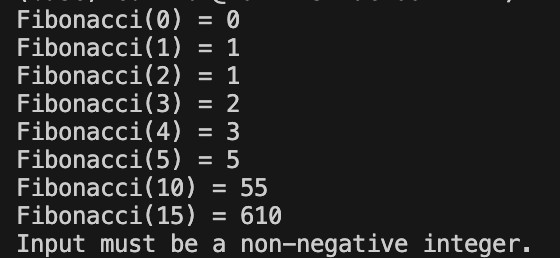 Fibonacci(0) = 0
Fibonacci(1) = 1
Fibonacci(2) = 1
Fibonacci(3) = 2
Fibonacci(4) = 3
Fibonacci(5) = 5
Fibonacci(10) = 55
Fibonacci(15) = 610
Input must be a non-negative integer.